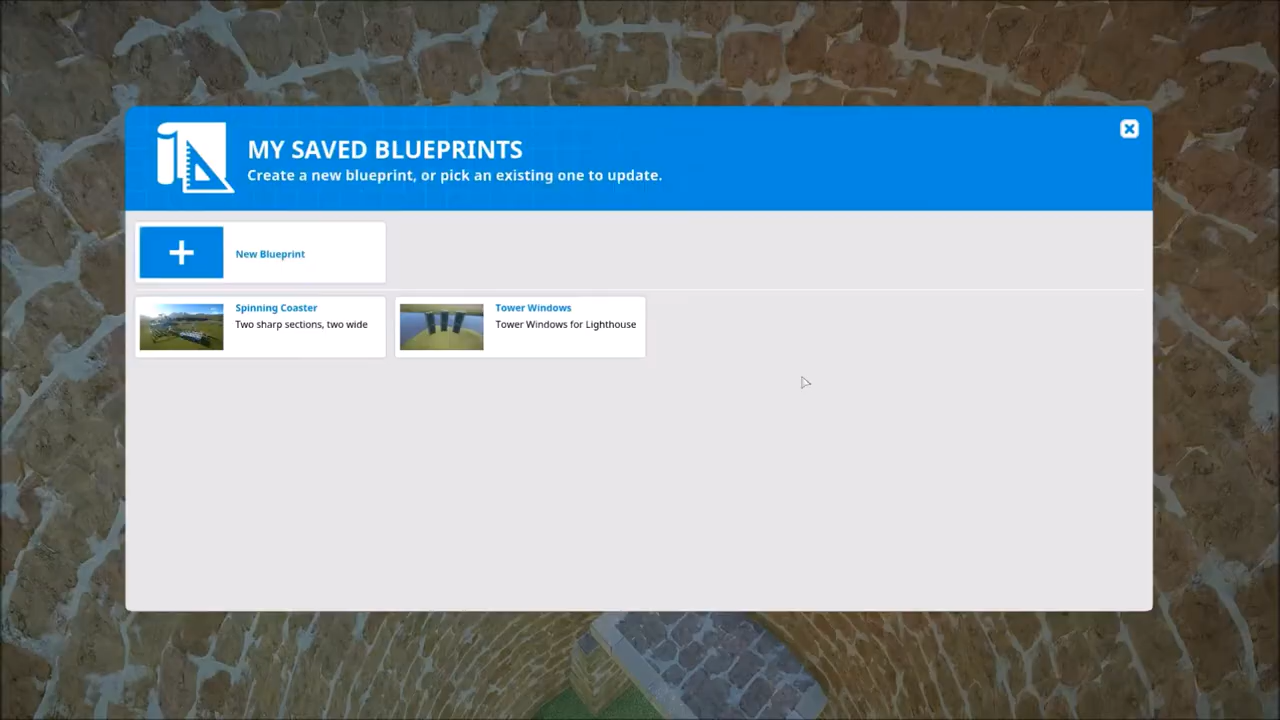 MY SAVED BLUEPRINTS
Create a new blueprint, or pick an existing one to update.
New Blueprint
Spinning Coaster
Two sharp sections, two wide
Tower Windows
Tower Windows for Lighthouse